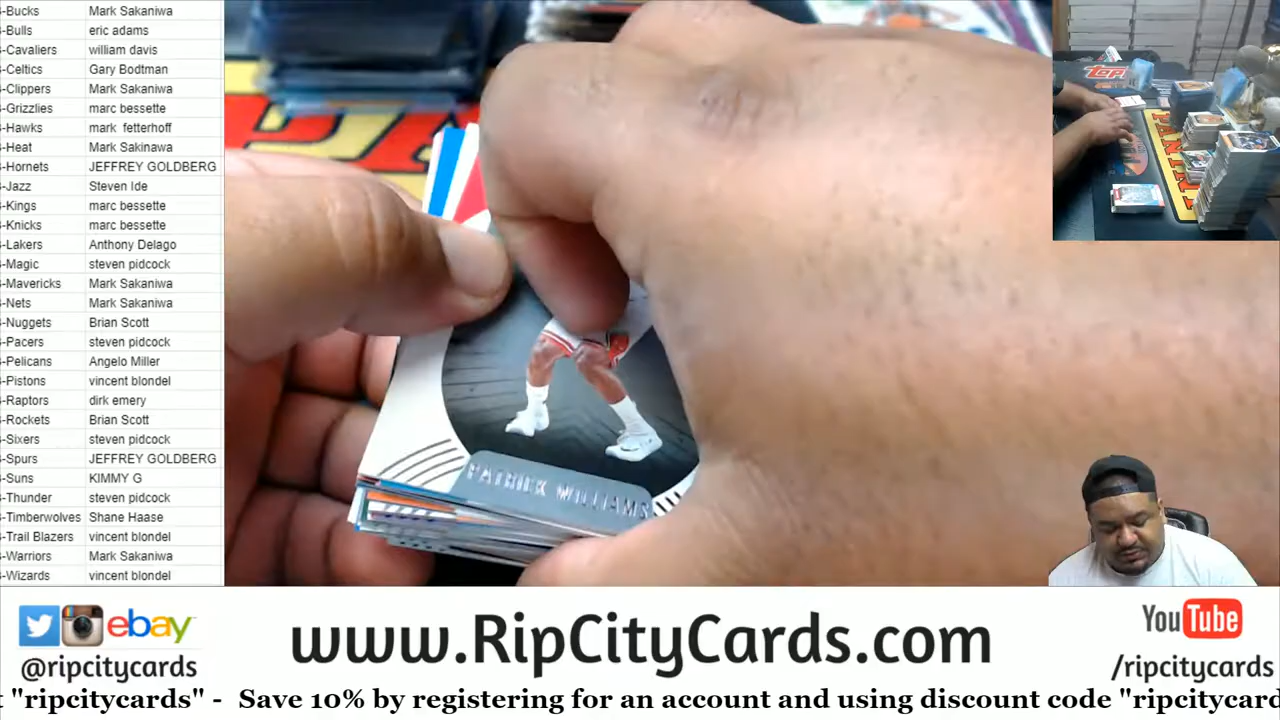 -Bucks Mark Sakaniwa
-Bulls eric adams
-Cavaliers william davis
-Celtics Gary Bodtman
-Clippers Mark Sakaniwa
-Grizzlies marc bessette
-Hawks mark fetterhoff
-Heat Mark Sakinawa
-Hornets JEFFREY GOLDBERG
-Jazz Steven Ide
-Kings marc bessette
-Knicks marc bessette
-Lakers Anthony Delago
-Magic steven pidcock
-Mavericks Mark Sakaniwa
-Nets Mark Sakaniwa
-Nuggets Brian Scott
-Pacers steven pidcock
-Pelicans Angelo Miller
-Pistons vincent blondel
-Raptors dirk emery
-Rockets Brian Scott
-Sixers steven pidcock
-Spurs JEFFREY GOLDBERG
-Suns KIMMY G
-Thunder steven pidcock
-Timberwolves Shane Haase
-Trail Blazers vincent blondel
-Warriors Mark Sakaniwa
-Wizards vincent blondel
PATRICK WILLIAMS
Topps
PANINI
ebay
@ripcitycards
www.RipCityCards.com
YouTube
/ripcitycards
t "ripcitycards" - Save 10% by registering for an account and using discount code "ripcitycard